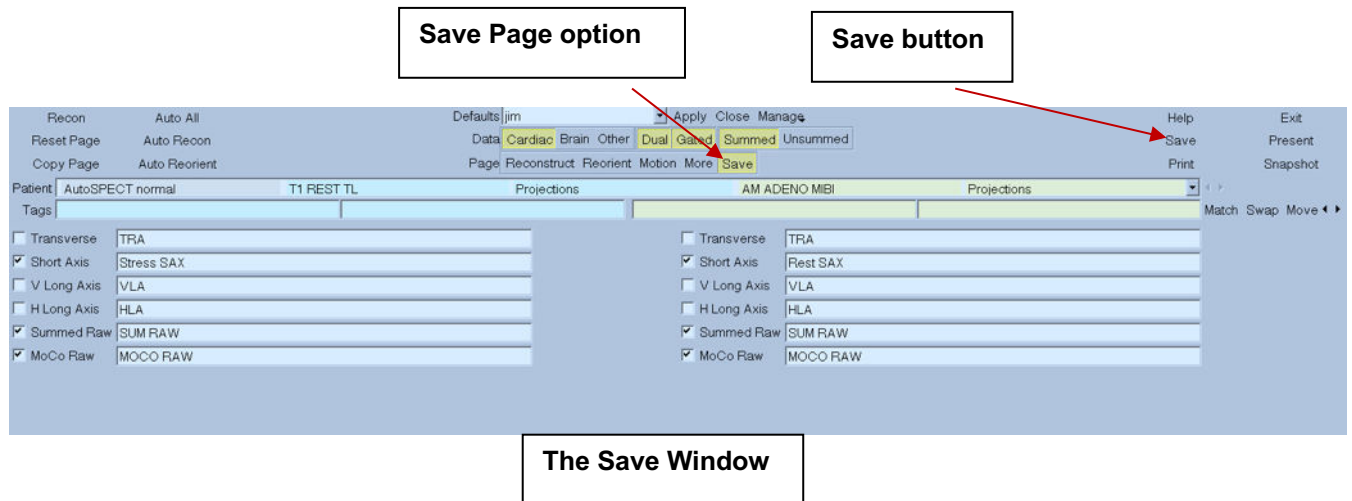 Save Page option Save button
Recon Auto All Defaults jim Apply Close Manage Help Exit
Reset Page Auto Recon Data Cardiac Brain Other Dual Gated Summed Unsummed Save Present
Copy Page Auto Reorient Page Reconstruct Reorient Motion More Save Print Snapshot
Patient AutoSPECT normal T1 REST TL Projections AM ADENO MIBI Projections
Tags Match Swap Move
Transverse TRA Transverse TRA
Short Axis Stress SAX Short Axis Rest SAX
V Long Axis VLA V Long Axis VLA
H Long Axis HLA H Long Axis HLA
Summed Raw SUM RAW Summed Raw SUM RAW
MoCo Raw MOCO RAW MoCo Raw MOCO RAW
The Save Window